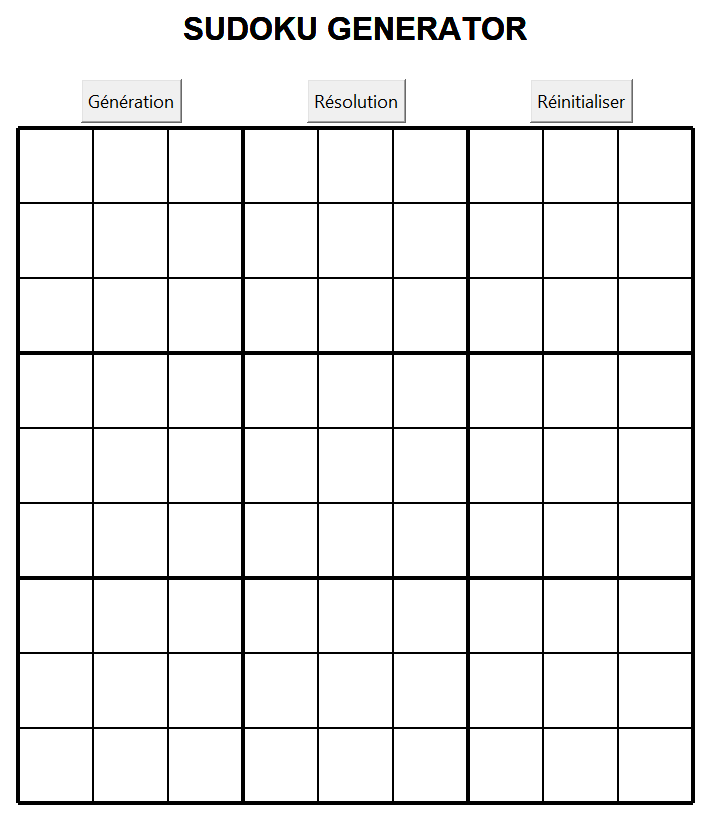 SUDOKU GENERATOR
Génération Résolution Réinitialiser